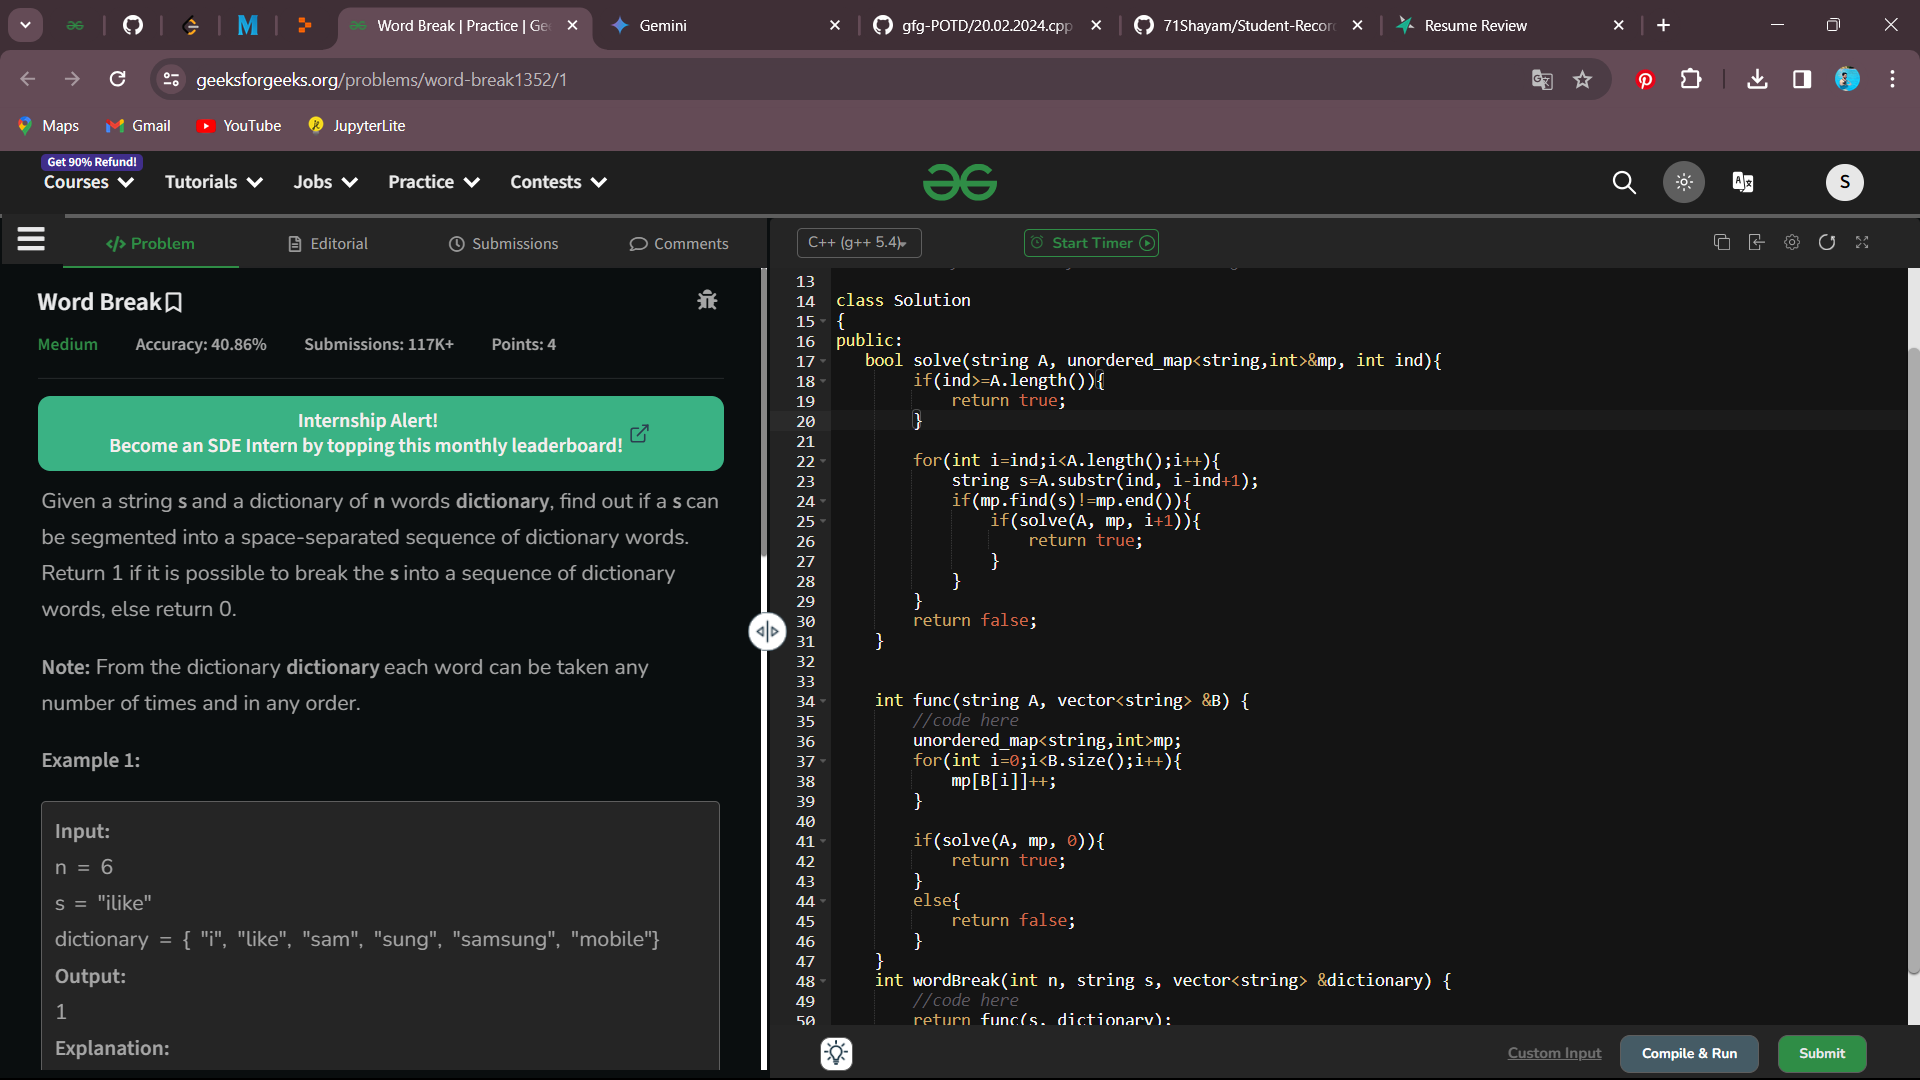 Word Break | Practice | Ge
Gemini
gfg-POTD/20.02.2024.cpp
71Shayam/Student-Recor
Resume Review
geeksforgeeks.org/problems/word-break1352/1
Maps
Gmail
YouTube
JupyterLite
Get 90% Refund!
Courses
Tutorials
Jobs
Practice
Contests
S
</> Problem
Editorial
Submissions
Comments
C++ (g++ 5.4)
Start Timer
Word Break
Medium
Accuracy: 40.86%
Submissions: 117K+
Points: 4
Internship Alert!
Become an SDE Intern by topping this monthly leaderboard!
Given a string s and a dictionary of n words dictionary, find out if a s can
be segmented into a space-separated sequence of dictionary words.
Return 1 if it is possible to break the s into a sequence of dictionary
words, else return 0.
Note: From the dictionary dictionary each word can be taken any
number of times and in any order.
Example 1:
Input:
n = 6
s = "ilike"
dictionary = { "i", "like", "sam", "sung", "samsung", "mobile"}
Output:
1
Explanation:
13
14 class Solution
15 {
16 public:
17 bool solve(string A, unordered_map<string,int>&mp, int ind){
18 if(ind>=A.length()){
19 return true;
20 }
21
22 for(int i=ind;i<A.length();i++){
23 string s=A.substr(ind, i-ind+1);
24 if(mp.find(s)!=mp.end()){
25 if(solve(A, mp, i+1)){
26 return true;
27 }
28 }
29 }
30 return false;
31 }
32
33
34 int func(string A, vector<string> &B) {
35 //code here
36 unordered_map<string,int>mp;
37 for(int i=0;i<B.size();i++){
38 mp[B[i]]++;
39 }
40
41 if(solve(A, mp, 0)){
42 return true;
43 }
44 else{
45 return false;
46 }
47 }
48 int wordBreak(int n, string s, vector<string> &dictionary) {
49 //code here
50 return func(s, dictionary);
Custom Input
Compile & Run
Submit